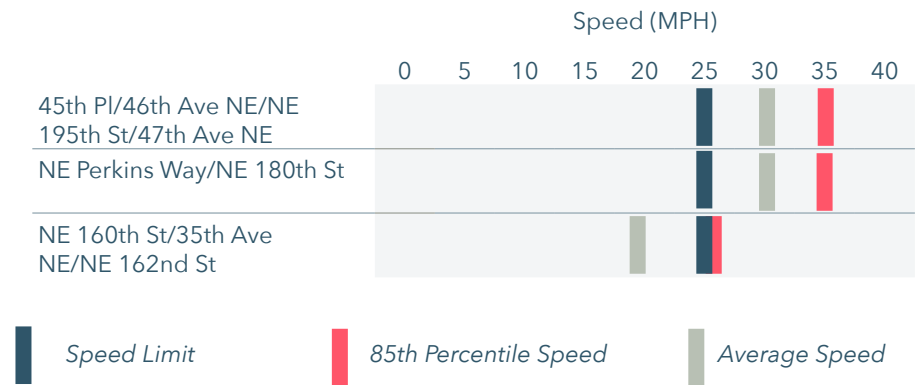 Speed (MPH)
0 5 10 15 20 25 30 35 40
45th Pl/46th Ave NE/NE
195th St/47th Ave NE
NE Perkins Way/NE 180th St
NE 160th St/35th Ave
NE/NE 162nd St
Speed Limit 85th Percentile Speed Average Speed